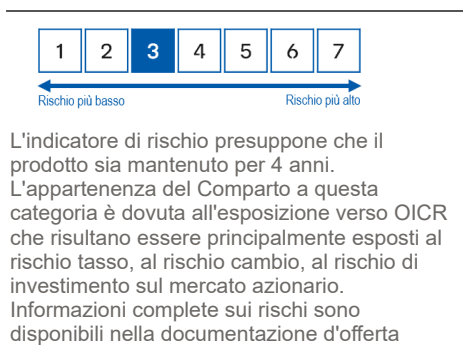 1 2 3 4 5 6 7
Rischio più basso Rischio più alto
L'indicatore di rischio presuppone che il
prodotto sia mantenuto per 4 anni.
L'appartenenza del Comparto a questa
categoria è dovuta all'esposizione verso OICR
che risultano essere principalmente esposti al
rischio tasso, al rischio cambio, al rischio di
investimento sul mercato azionario.
Informazioni complete sui rischi sono
disponibili nella documentazione d'offerta